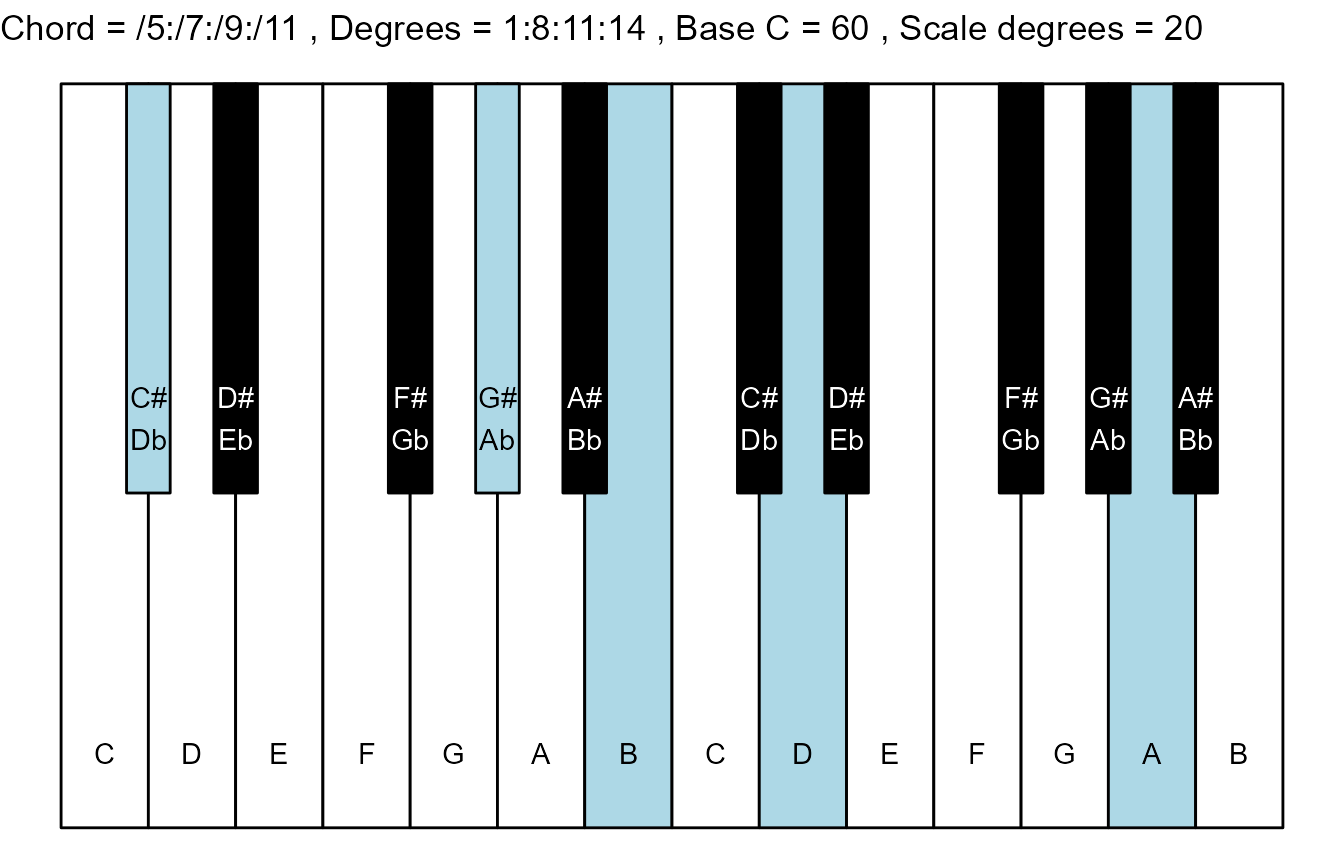 Chord = /5:/7:/9:/11 , Degrees = 1:8:11:14 , Base C = 60 , Scale degrees = 20
C# D# F# G# A# C# D# F# G# A#
Db Eb Gb Ab Bb Db Eb Gb Ab Bb
C D E F G A B C D E F G A B